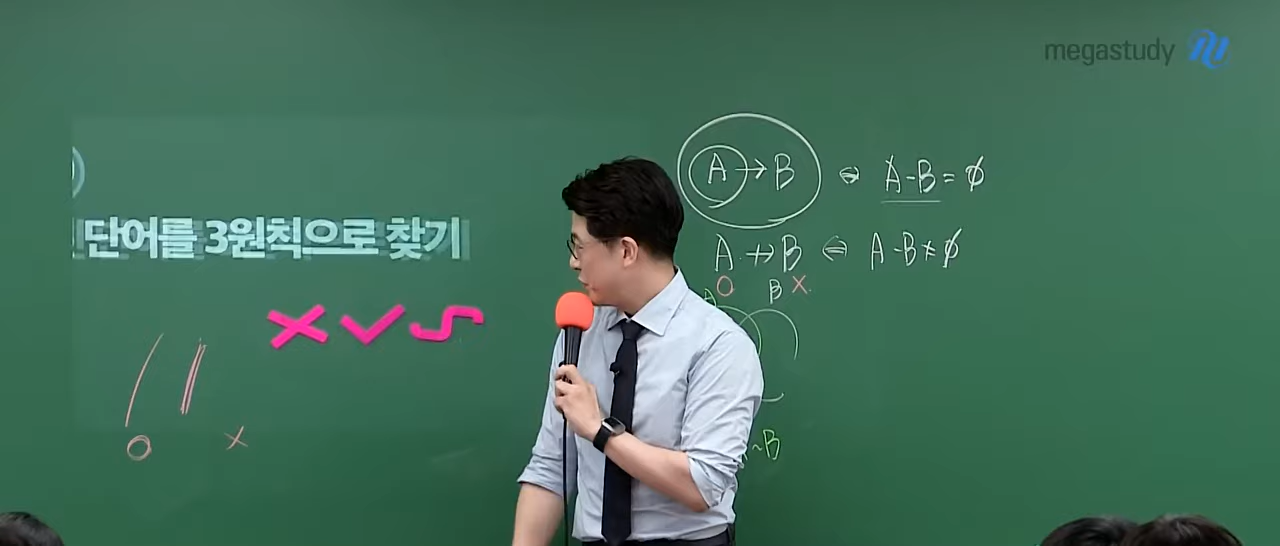 megastudy
단어를 3원칙으로 찾기
A→B ⇔ A-B=∅
A↛B ⇔ A-B≠∅
O B X
A
~B
O X